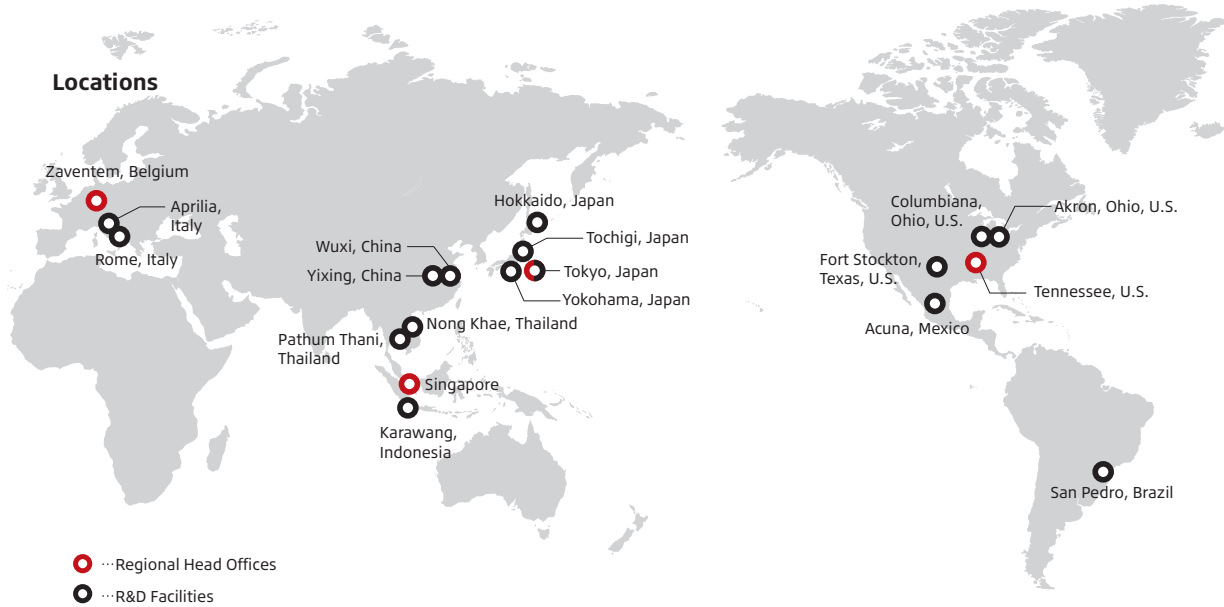 Locations
Zaventem, Belgium
Aprilia,
Italy
Rome, Italy
Hokkaido, Japan
Tochigi, Japan
Wuxi, China
Yixing, China
Tokyo, Japan
Yokohama, Japan
Nong Khae, Thailand
Pathum Thani,
Thailand
Singapore
Karawang,
Indonesia
Columbiana,
Ohio, U.S.
Akron, Ohio, U.S.
Fort Stockton,
Texas, U.S.
Tennessee, U.S.
Acuna, Mexico
San Pedro, Brazil
···Regional Head Offices
···R&D Facilities